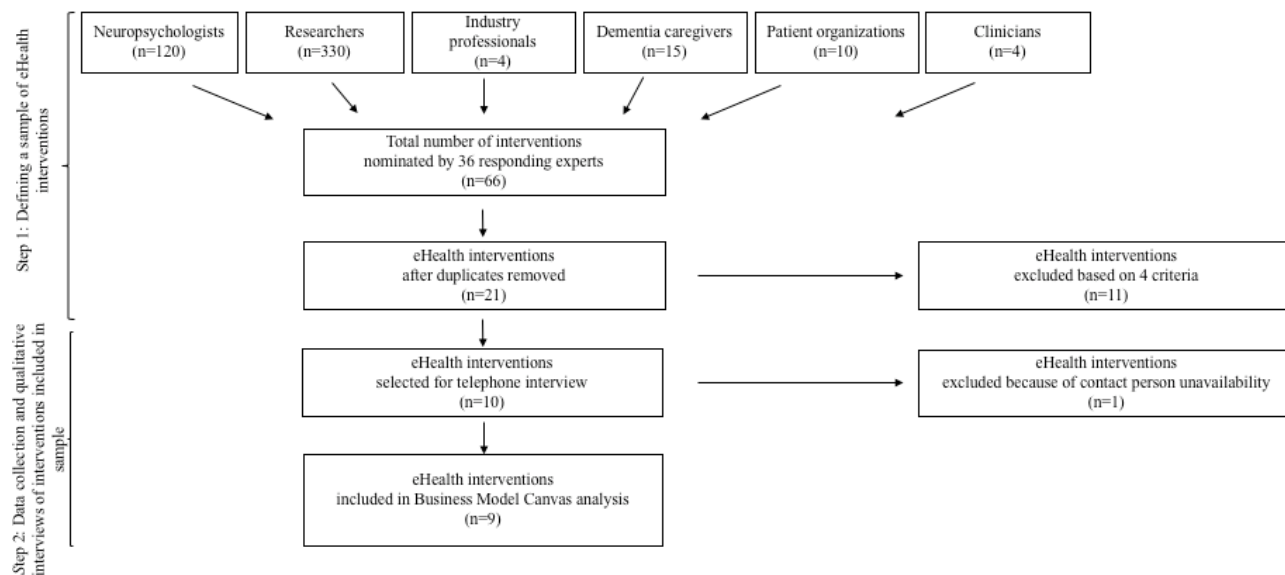 Neuropsychologists
(n=120)
Researchers
(n=330)
Industry
professionals
(n=4)
Dementia caregivers
(n=15)
Patient organizations
(n=10)
Clinicians
(n=4)
Step 1: Defining a sample of eHealth
interventions
Total number of interventions
nominated by 36 responding experts
(n=66)
eHealth interventions
after duplicates removed
(n=21)
eHealth interventions
excluded based on 4 criteria
(n=11)
Step 2: Data collection and qualitative
interviews of interventions included in
sample
eHealth interventions
selected for telephone interview
(n=10)
eHealth interventions
excluded because of contact person unavailability
(n=1)
eHealth interventions
included in Business Model Canvas analysis
(n=9)